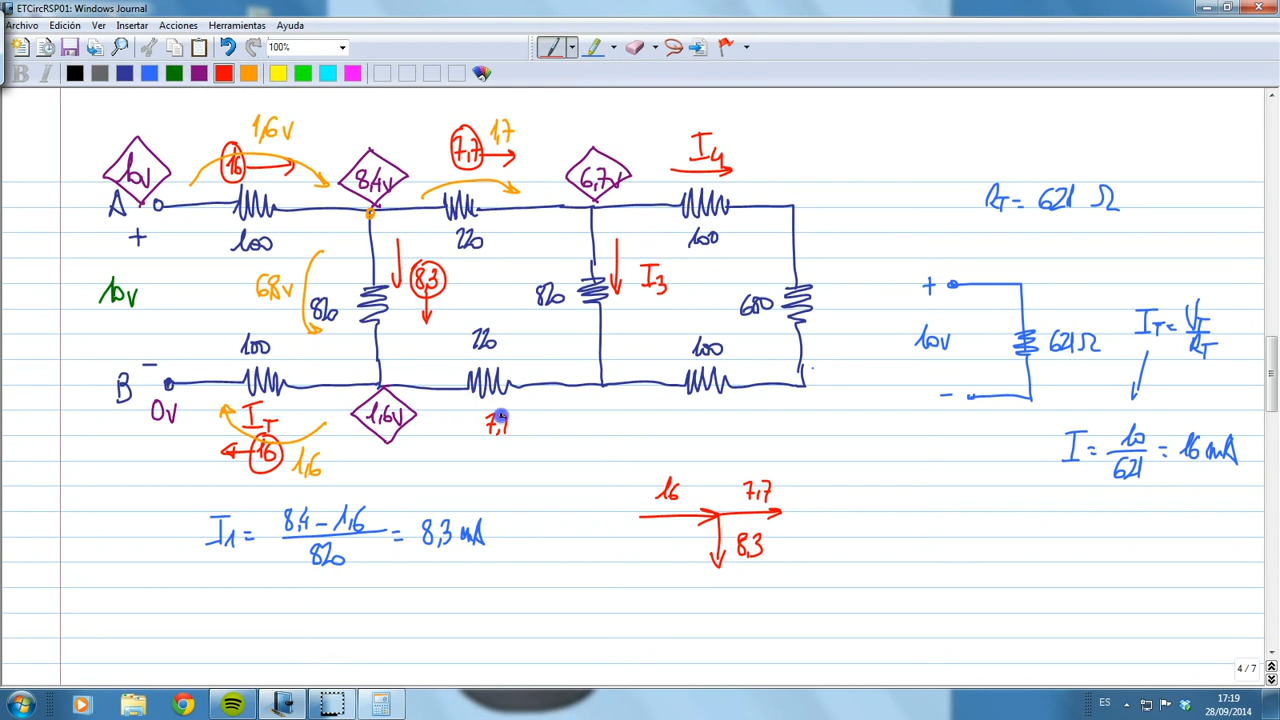 ETCircRSP01: Windows Journal
Archivo Edición Ver Insertar Acciones Herramientas Ayuda
100%
B I
1,6v
16
10v
8,4v
7,7
1,7
6,7v
I4
A
+
100
220
100
RT = 621 Ω
10v
68v
820
8,3
820
I3
680
+
10v
621Ω
-
IT = VT
RT
100
220
100
B
-
0v
IT
16
1,6
1,6v
7,7
I = 10 = 16 mA
621
I1 = 8,4 - 1,6 = 8,3 mA
820
16
7,7
8,3
4 / 7
ES
17:19
28/09/2014